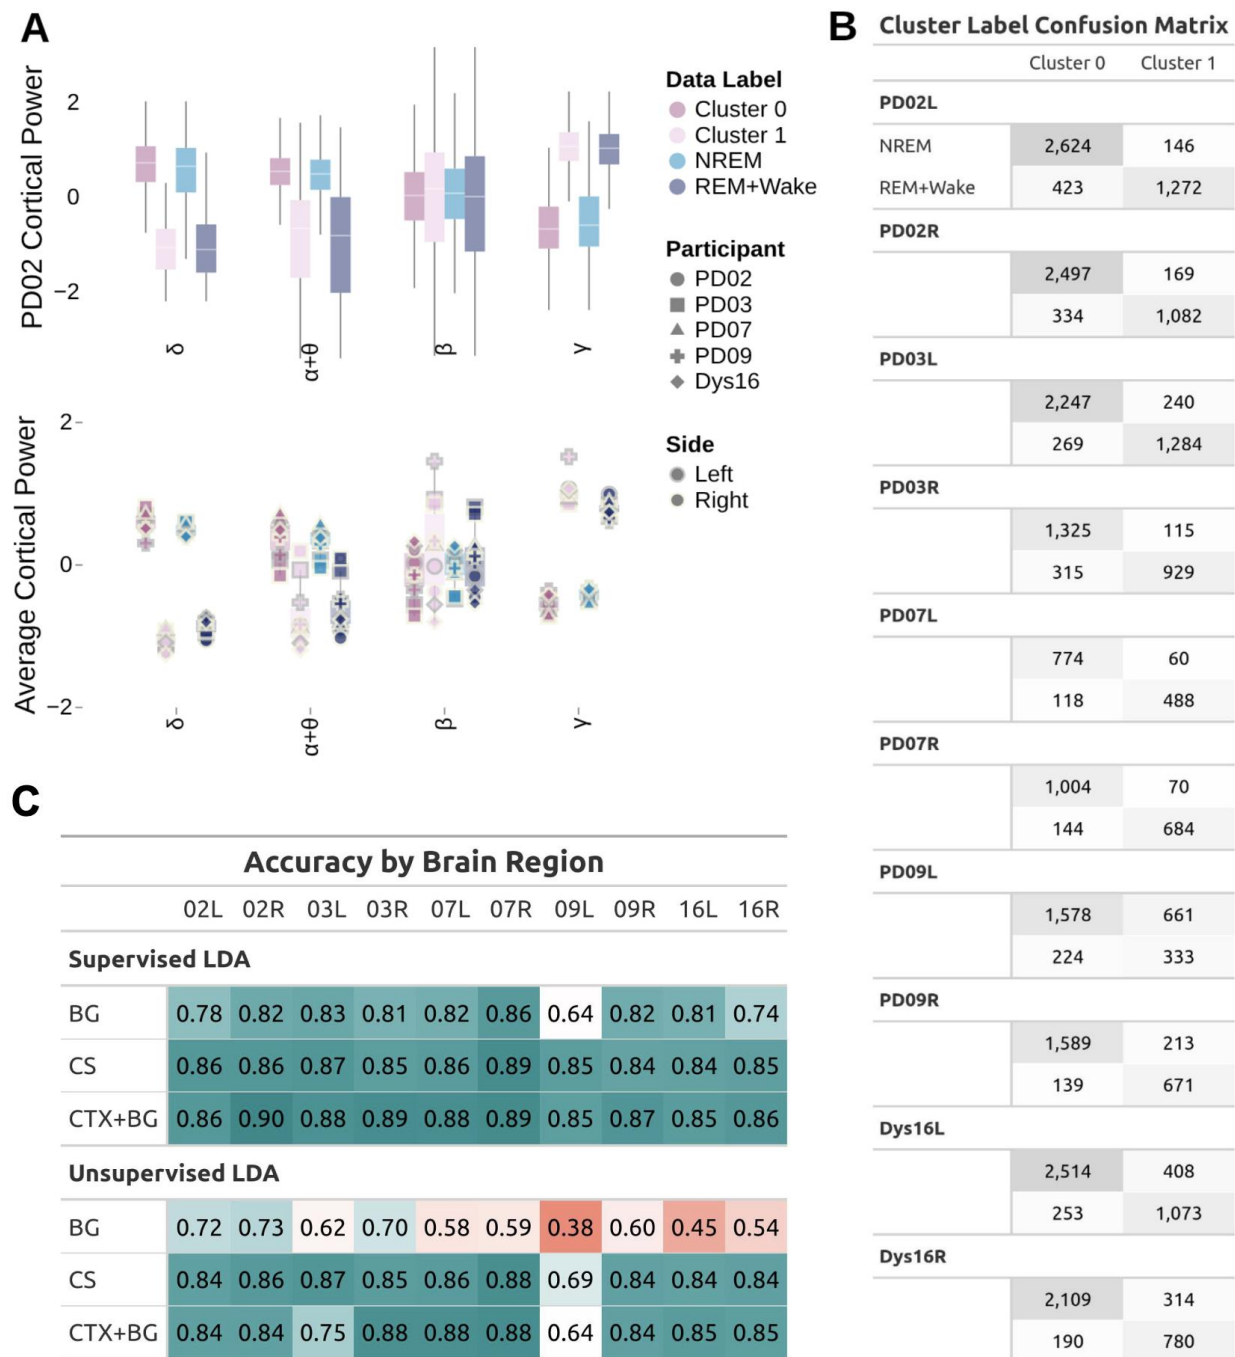 A
PD02 Cortical Power
2
0
−2
δ
α+θ
β
γ
Data Label
Cluster 0
Cluster 1
NREM
REM+Wake
Participant
PD02
PD03
PD07
PD09
Dys16
Side
Left
Right
Average Cortical Power
2
0
−2
δ
α+θ
β
γ
B
Cluster Label Confusion Matrix
Cluster 0 Cluster 1
PD02L
NREM 2,624 146
REM+Wake 423 1,272
PD02R
2,497 169
334 1,082
PD03L
2,247 240
269 1,284
PD03R
1,325 115
315 929
PD07L
774 60
118 488
PD07R
1,004 70
144 684
PD09L
1,578 661
224 333
PD09R
1,589 213
139 671
Dys16L
2,514 408
253 1,073
Dys16R
2,109 314
190 780
C
Accuracy by Brain Region
02L 02R 03L 03R 07L 07R 09L 09R 16L 16R
Supervised LDA
BG 0.78 0.82 0.83 0.81 0.82 0.86 0.64 0.82 0.81 0.74
CS 0.86 0.86 0.87 0.85 0.86 0.89 0.85 0.84 0.84 0.85
CTX+BG 0.86 0.90 0.88 0.89 0.88 0.89 0.85 0.87 0.85 0.86
Unsupervised LDA
BG 0.72 0.73 0.62 0.70 0.58 0.59 0.38 0.60 0.45 0.54
CS 0.84 0.86 0.87 0.85 0.86 0.88 0.69 0.84 0.84 0.84
CTX+BG 0.84 0.84 0.75 0.88 0.88 0.88 0.64 0.84 0.85 0.85